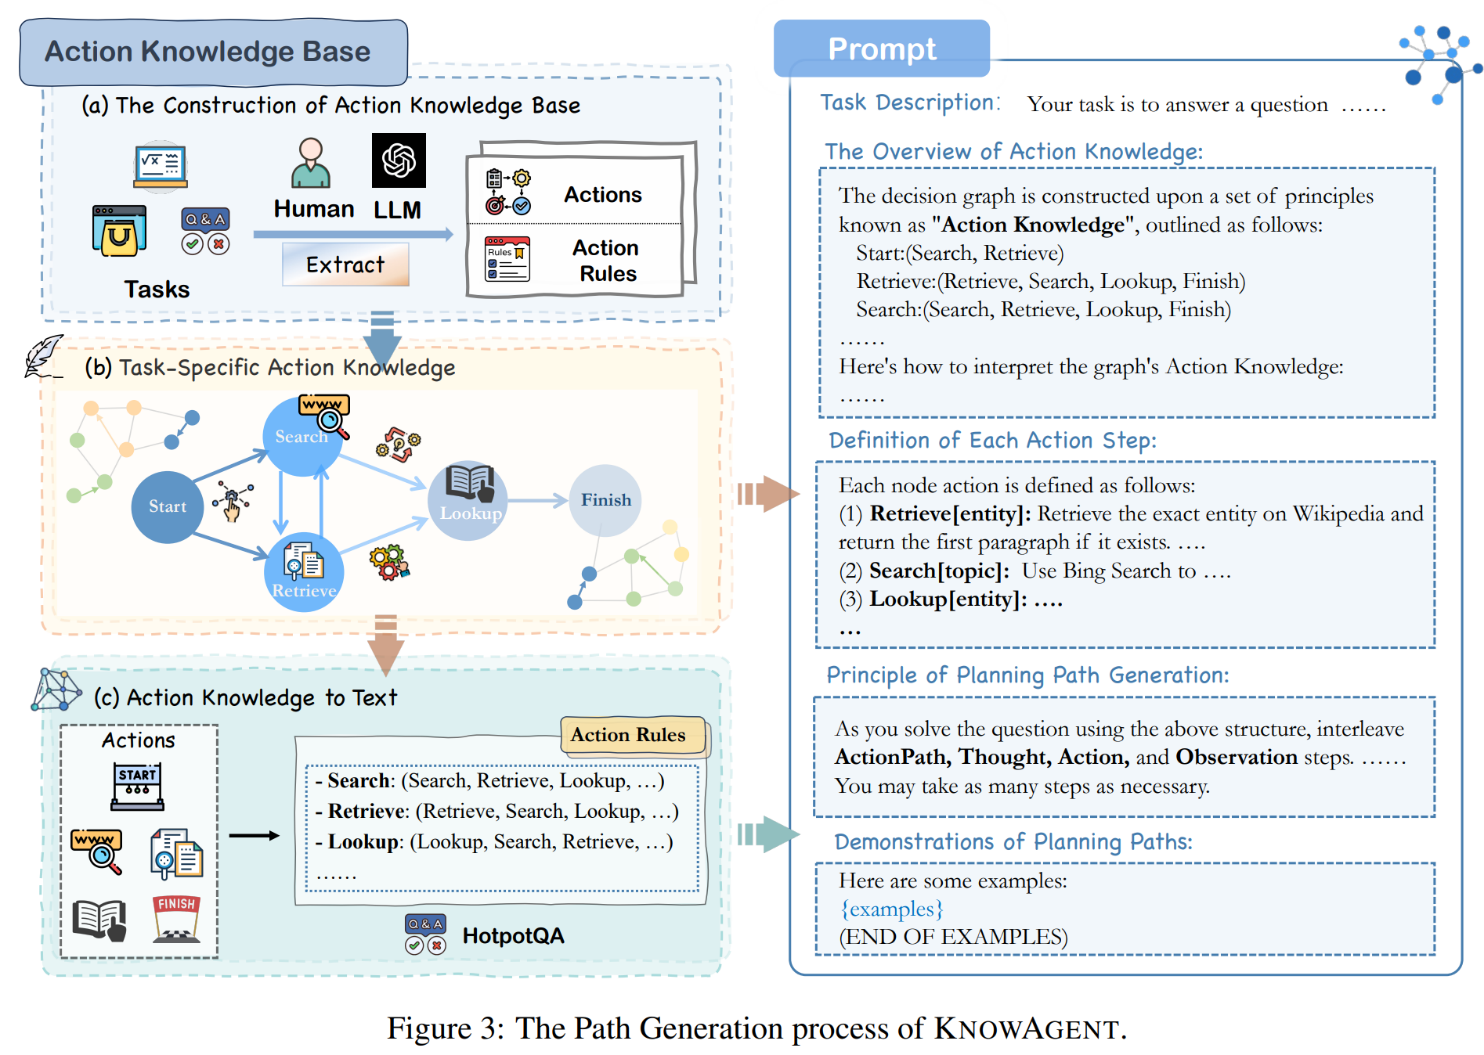 Action Knowledge Base
(a) The Construction of Action Knowledge Base
√x
Q & A
Tasks
Human
LLM
Extract
Actions
Rules
Action
Rules
(b) Task-Specific Action Knowledge
Start
www
Search
Retrieve
Lookup
Finish
(c) Action Knowledge to Text
Actions
START
www
FINISH
Action Rules
- Search: (Search, Retrieve, Lookup, …)
- Retrieve: (Retrieve, Search, Lookup, …)
- Lookup: (Lookup, Search, Retrieve, …)
……
Q & A
HotpotQA
Prompt
Task Description: Your task is to answer a question ……
The Overview of Action Knowledge:
The decision graph is constructed upon a set of principles
known as "Action Knowledge", outlined as follows:
Start:(Search, Retrieve)
Retrieve:(Retrieve, Search, Lookup, Finish)
Search:(Search, Retrieve, Lookup, Finish)
……
Here's how to interpret the graph's Action Knowledge:
……
Definition of Each Action Step:
Each node action is defined as follows:
(1) Retrieve[entity]: Retrieve the exact entity on Wikipedia and
return the first paragraph if it exists. ….
(2) Search[topic]: Use Bing Search to ….
(3) Lookup[entity]: ….
…
Principle of Planning Path Generation:
As you solve the question using the above structure, interleave
ActionPath, Thought, Action, and Observation steps. ……
You may take as many steps as necessary.
Demonstrations of Planning Paths:
Here are some examples:
{examples}
(END OF EXAMPLES)
Figure 3: The Path Generation process of KNOWAGENT.